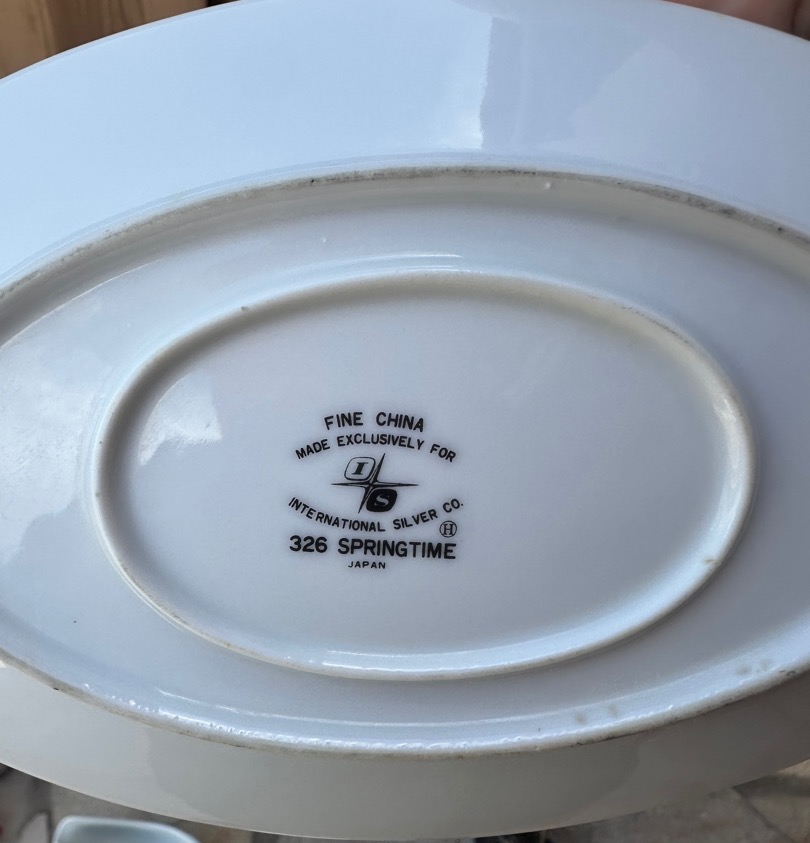 FINE CHINA
MADE EXCLUSIVELY FOR
I
S
INTERNATIONAL SILVER CO.
H
326 SPRINGTIME
JAPAN